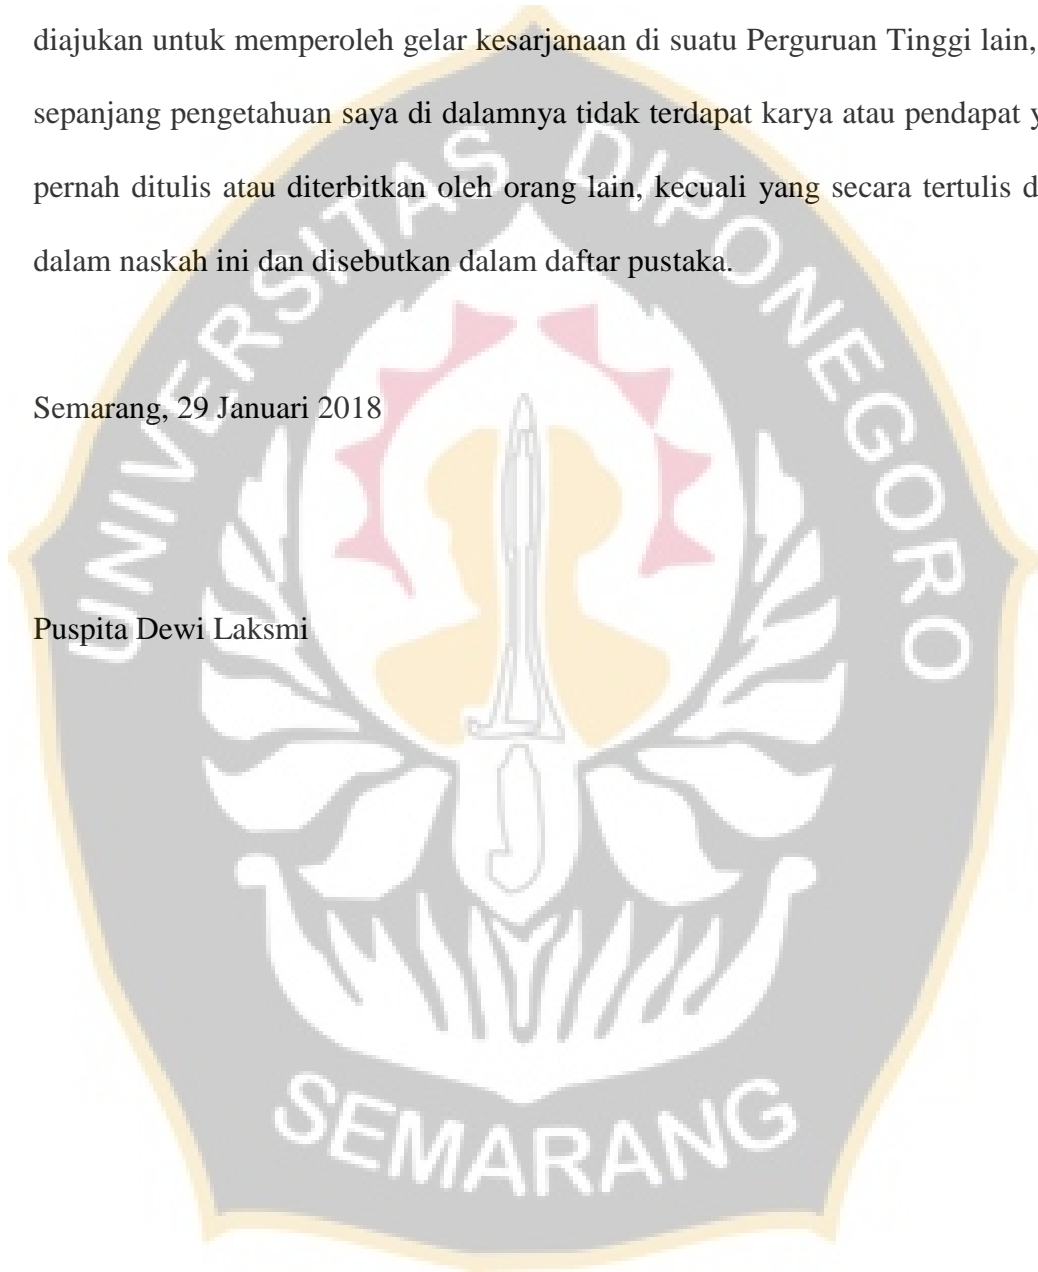 diajukan untuk memperoleh gelar kesarjanaan di suatu Perguruan Tinggi lain,
sepanjang pengetahuan saya di dalamnya tidak terdapat karya atau pendapat y
pernah ditulis atau diterbitkan oleh orang lain, kecuali yang secara tertulis d
dalam naskah ini dan disebutkan dalam daftar pustaka.
Semarang, 29 Januari 2018
Puspita Dewi Laksmi
UNIVERSITAS DIPONEGORO
SEMARANG